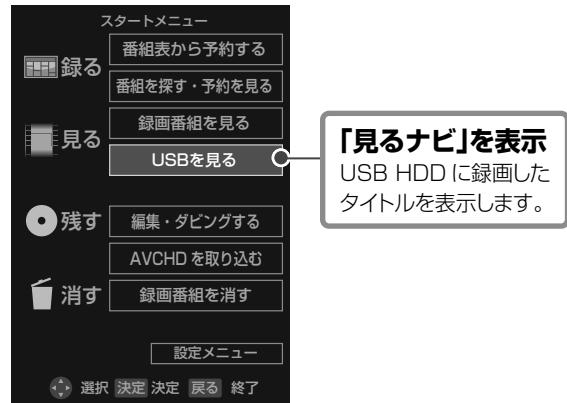 スタートメニュー
録る
番組表から予約する
番組を探す・予約を見る
見る
録画番組を見る
USBを見る
残す
編集・ダビングする
AVCHD を取り込む
消す
録画番組を消す
設定メニュー
選択 決定 決定 戻る 終了
「見るナビ」を表示
USB HDD に録画した
タイトルを表示します。